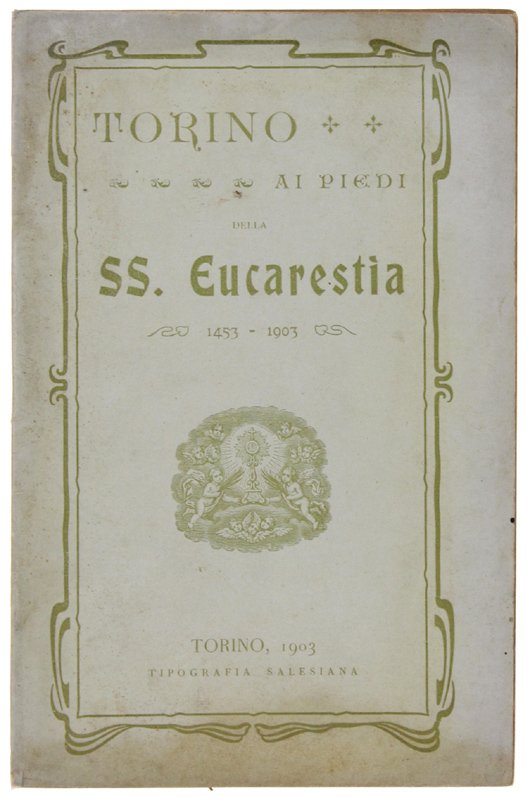 TORINO
AI PIEDI
DELLA
SS. Eucarestia
1453 - 1903
TORINO, 1903
TIPOGRAFIA SALESIANA